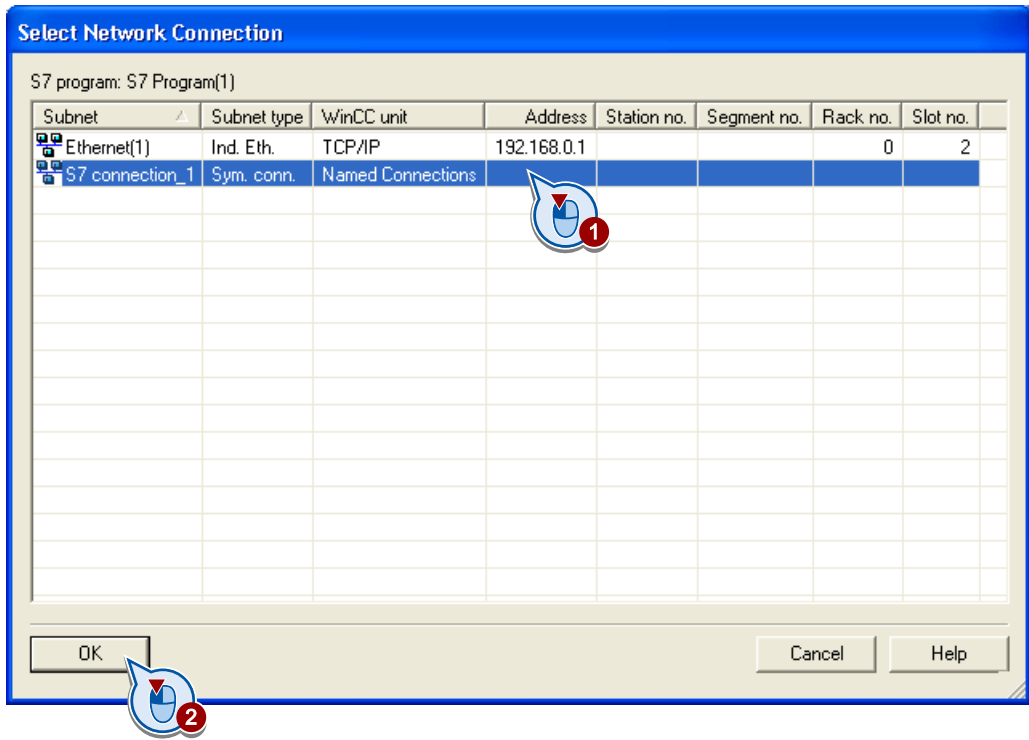 Select Network Connection
S7 program: S7 Program(1)
Subnet Subnet type WinCC unit Address Station no. Segment no. Rack no. Slot no.
Ethernet(1) Ind. Eth. TCP/IP 192.168.0.1 0 2
S7 connection_1 Sym. conn. Named Connections
1
OK Cancel Help
2